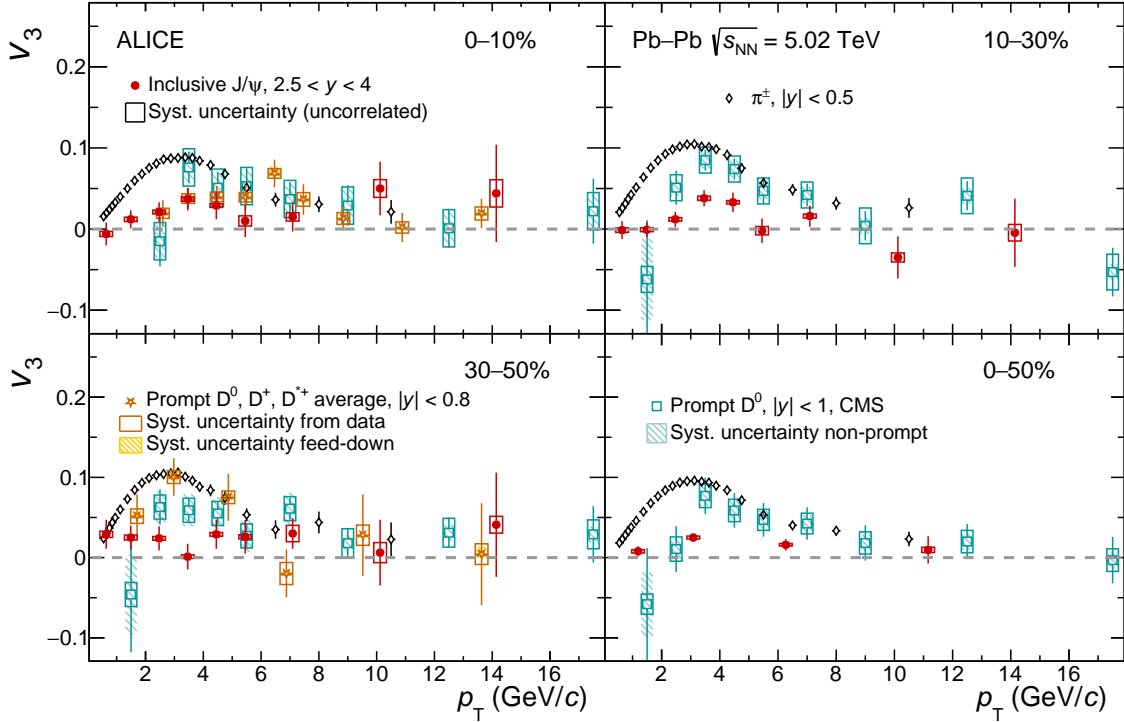 ALICE 0–10%
Pb–Pb √sNN = 5.02 TeV 10–30%
v3
Inclusive J/ψ, 2.5 < y < 4
Syst. uncertainty (uncorrelated)
π±, |y| < 0.5
0.2
0.1
0
−0.1
30–50%
0–50%
v3
Prompt D0, D+, D*+ average, |y| < 0.8
Syst. uncertainty from data
Syst. uncertainty feed-down
Prompt D0, |y| < 1, CMS
Syst. uncertainty non-prompt
0.2
0.1
0
−0.1
2 4 6 8 10 12 14 16
2 4 6 8 10 12 14 16
pT (GeV/c)
pT (GeV/c)